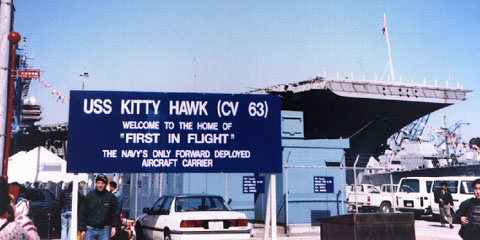 USS KITTY HAWK (CV 63)
WELCOME TO THE HOME OF
"FIRST IN FLIGHT"
THE NAVY'S ONLY FORWARD DEPLOYED
AIRCRAFT CARRIER